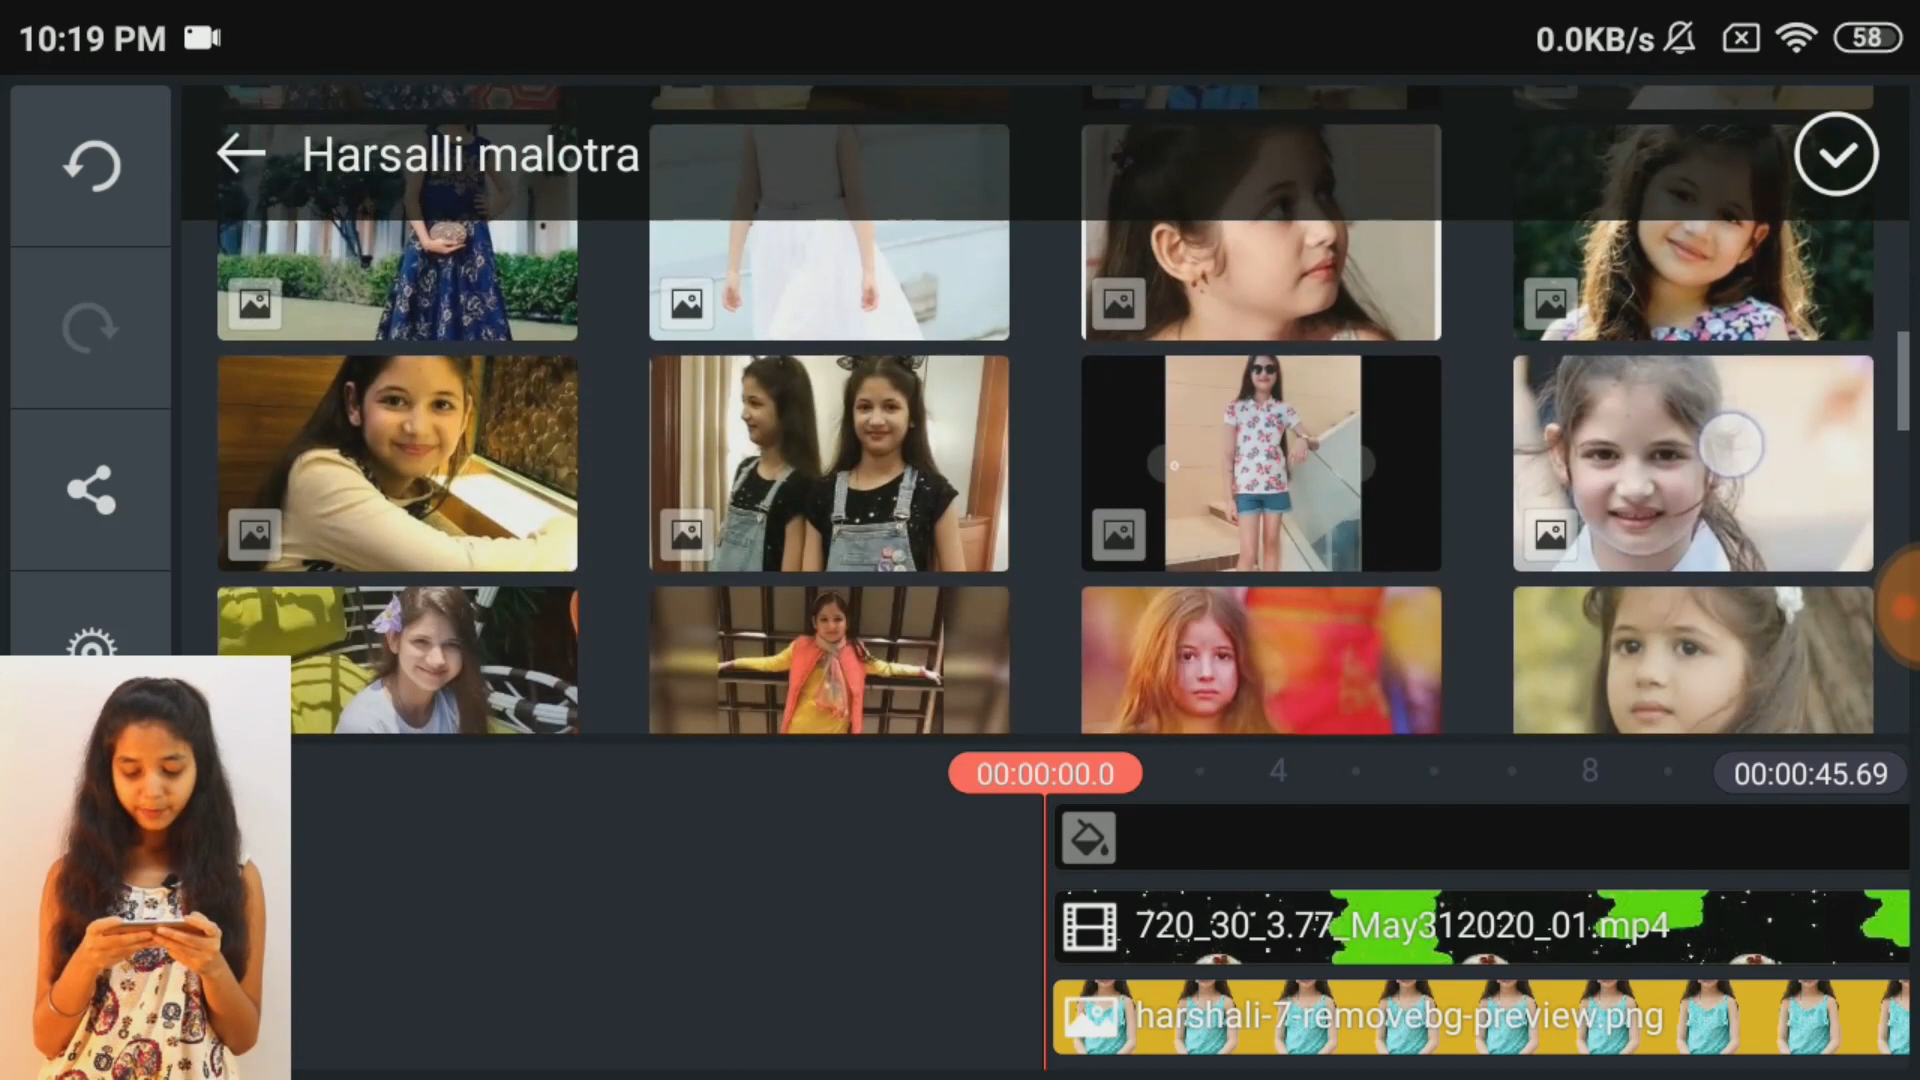 10:19 PM
0.0KB/s
58
Harsalli malotra
00:00:00.0
4
8
00:00:45.69
720_30_3.77_May312020_01.mp4
harshali-7-removebg-preview.png